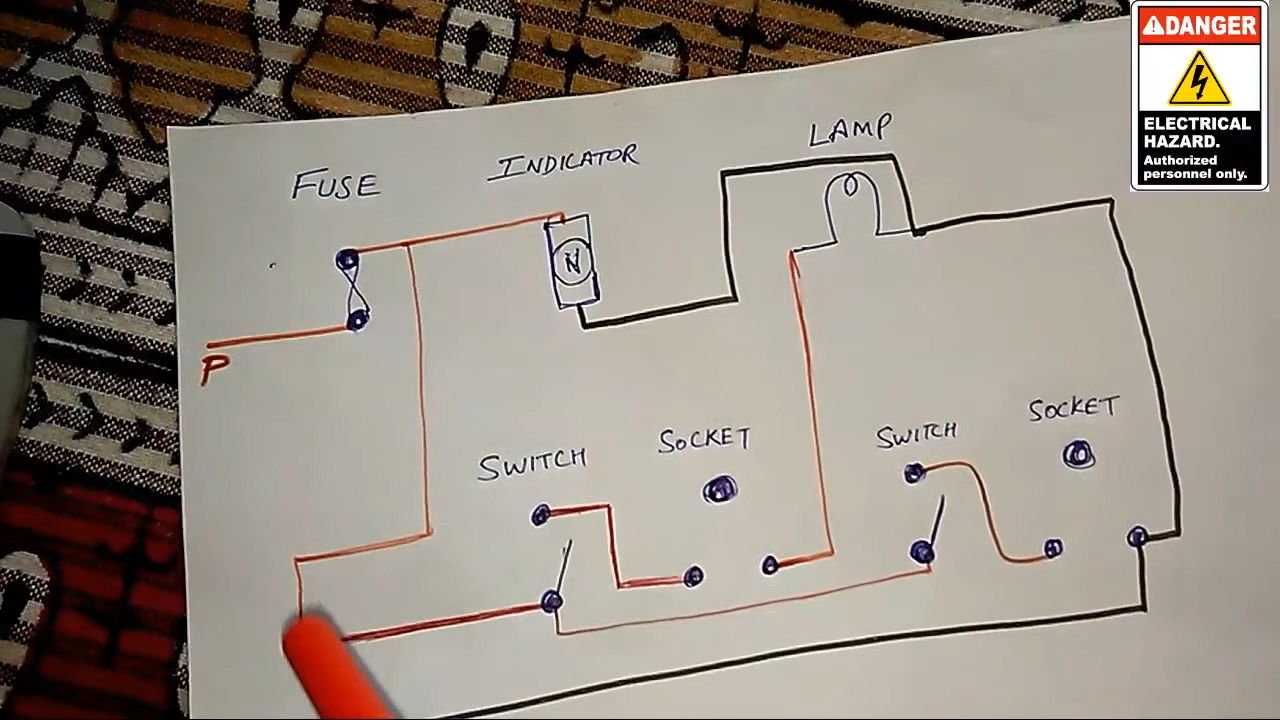 DANGER
ELECTRICAL
HAZARD.
Authorized
personnel only.
LAMP
INDICATOR
FUSE
N
P
SOCKET
SWITCH
SOCKET
SWITCH